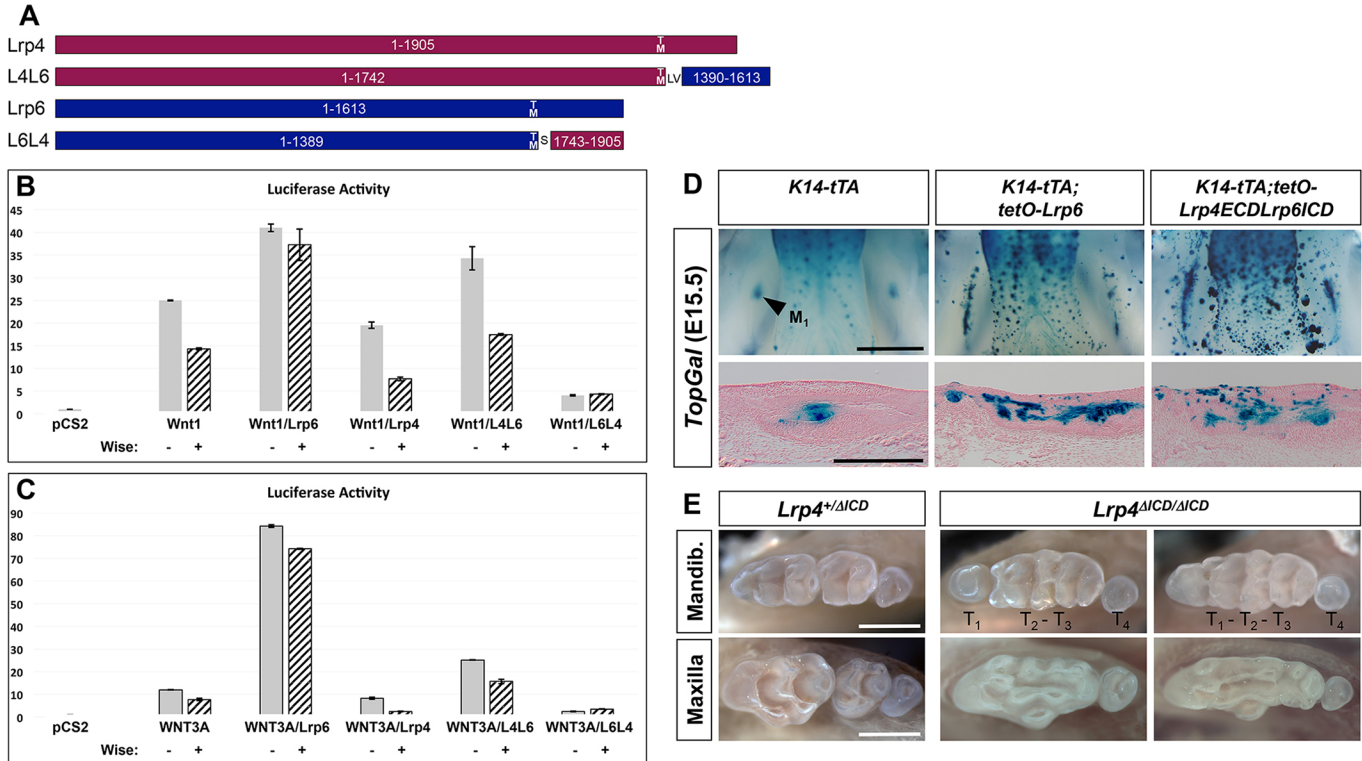 A
Lrp4 1-1905 TM
L4L6 1-1742 TM LV 1390-1613
Lrp6 1-1613 TM
L6L4 1-1389 TM S 1743-1905
B
Luciferase Activity
45
40
35
30
25
20
15
10
5
0
pCS2 Wnt1 Wnt1/Lrp6 Wnt1/Lrp4 Wnt1/L4L6 Wnt1/L6L4
Wise: - + - + - + - + - +
C
Luciferase Activity
90
80
70
60
50
40
30
20
10
0
pCS2 WNT3A WNT3A/Lrp6 WNT3A/Lrp4 WNT3A/L4L6 WNT3A/L6L4
Wise: - + - + - + - + - +
D
K14-tTA
K14-tTA;
tetO-Lrp6
K14-tTA;tetO-
Lrp4ECDLrp6ICD
TopGal (E15.5)
M1
E
Lrp4+/ΔICD
Lrp4ΔICD/ΔICD
Mandib.
T1 T2 - T3 T4
T1 - T2 - T3 T4
Maxilla